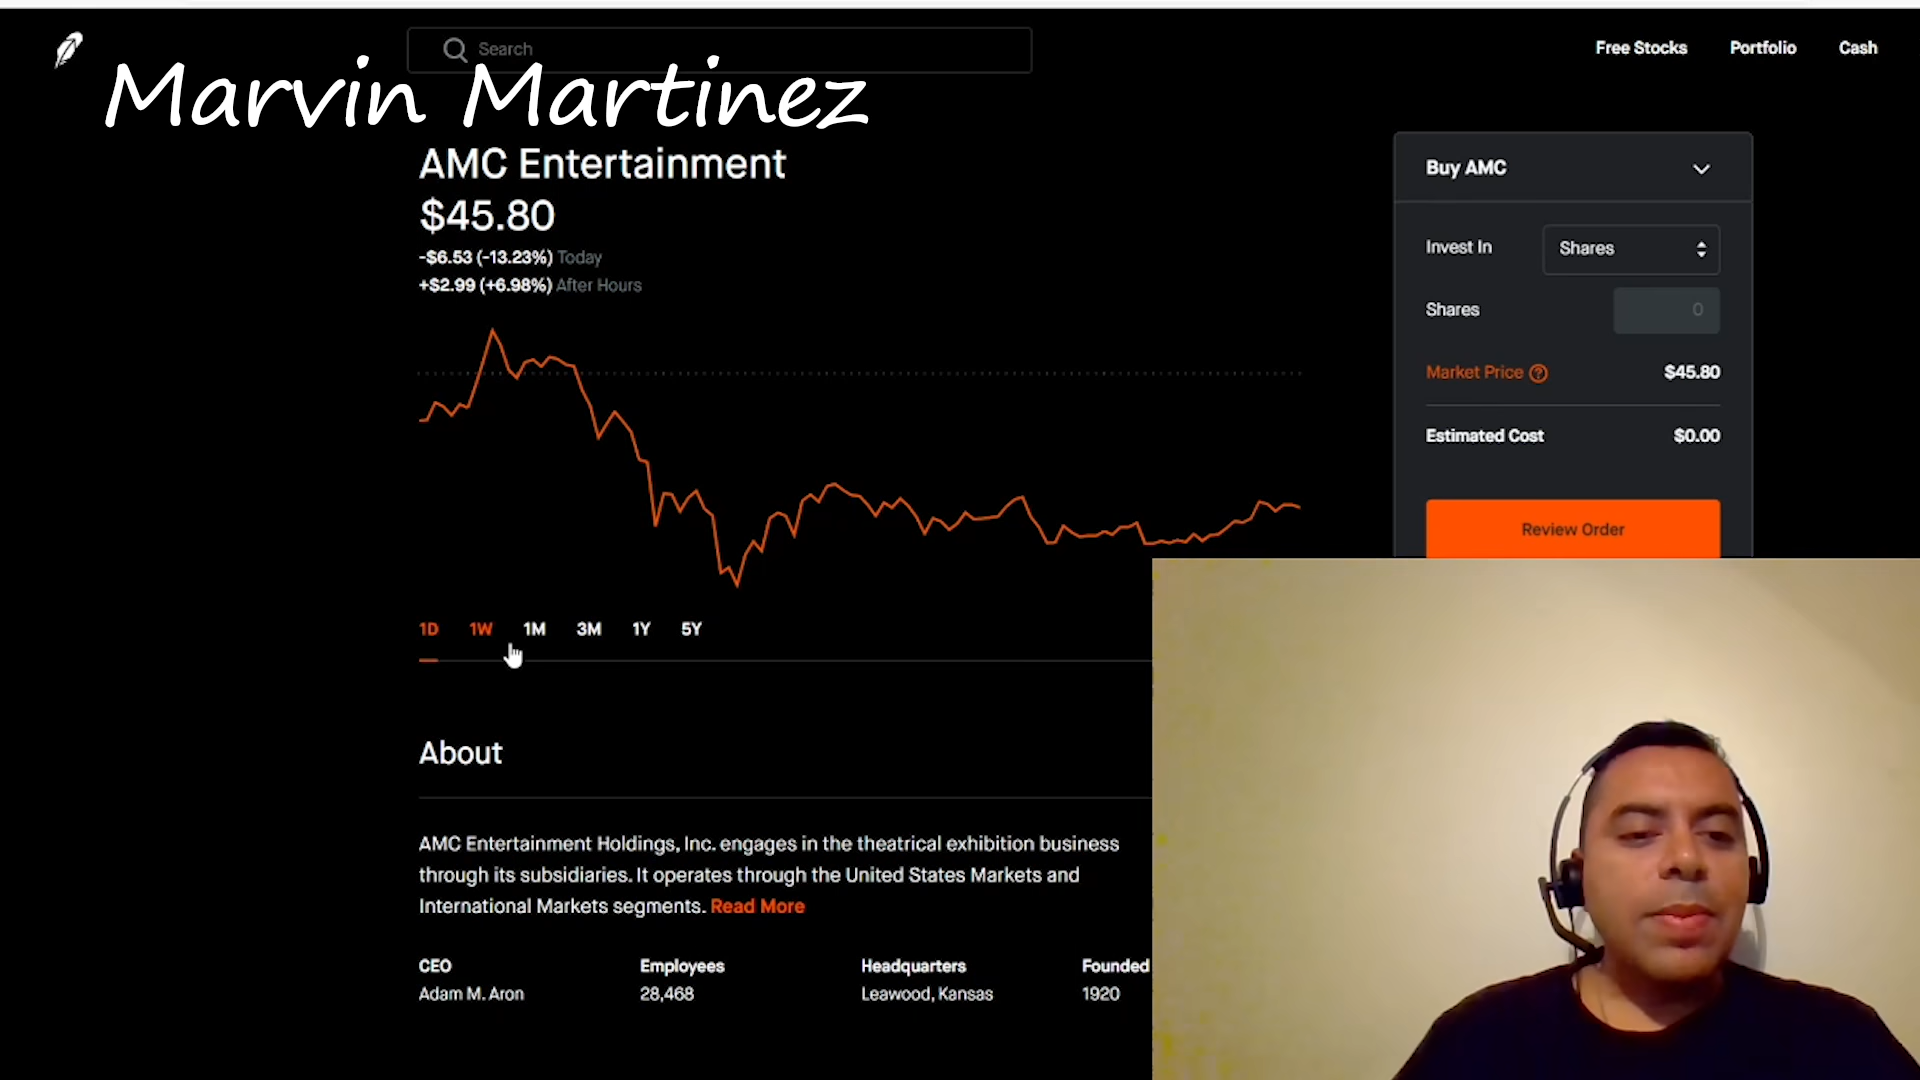 Search
Free Stocks Portfolio Cash
Marvin Martinez
AMC Entertainment
$45.80
-$6.53 (-13.23%) Today
+$2.99 (+6.98%) After Hours
Buy AMC
Invest In Shares
Shares 0
Market Price ? $45.80
Estimated Cost $0.00
Review Order
1D 1W 1M 3M 1Y 5Y
About
AMC Entertainment Holdings, Inc. engages in the theatrical exhibition business
through its subsidiaries. It operates through the United States Markets and
International Markets segments. Read More
CEO Employees Headquarters Founded
Adam M. Aron 28,468 Leawood, Kansas 1920